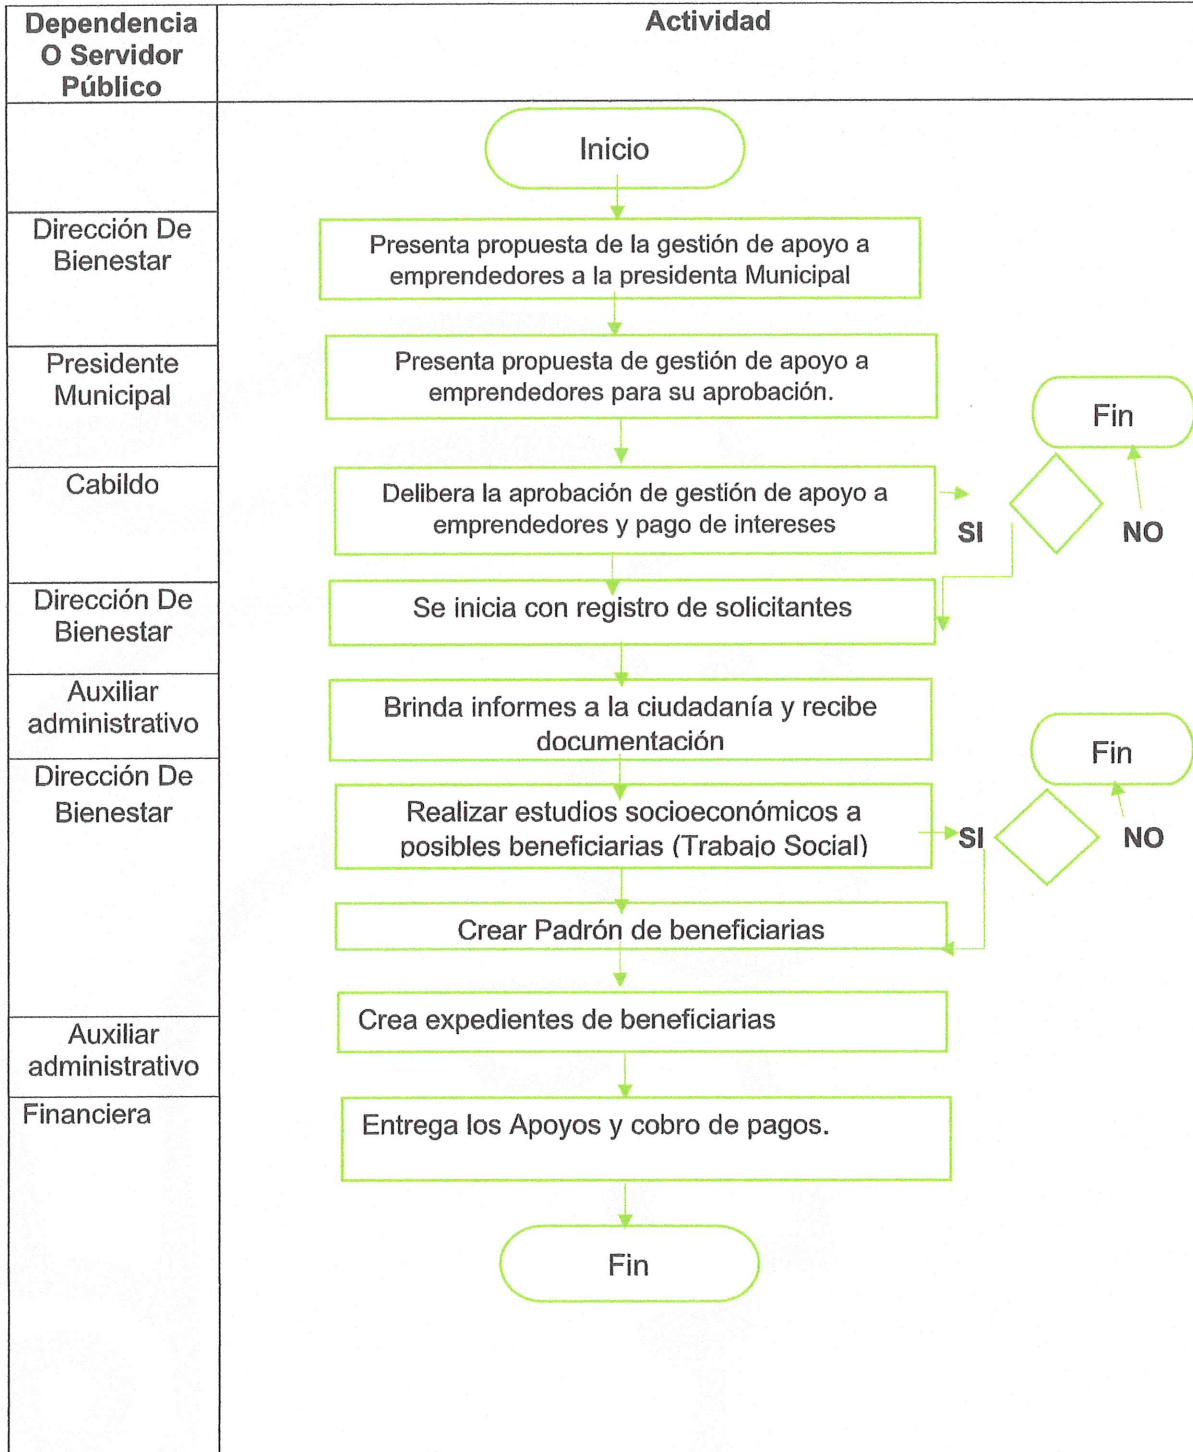 Dependencia
O Servidor
Público
Actividad
Inicio
Dirección De
Bienestar
Presenta propuesta de la gestión de apoyo a
emprendedores a la presidenta Municipal
Presidente
Municipal
Presenta propuesta de gestión de apoyo a
emprendedores para su aprobación.
Fin
Cabildo
Delibera la aprobación de gestión de apoyo a
emprendedores y pago de intereses
SI
NO
Dirección De
Bienestar
Se inicia con registro de solicitantes
Auxiliar
administrativo
Brinda informes a la ciudadanía y recibe
documentación
Fin
Dirección De
Bienestar
Realizar estudios socioeconómicos a
posibles beneficiarias (Trabajo Social)
SI
NO
Crear Padrón de beneficiarias
Crea expedientes de beneficiarias
Auxiliar
administrativo
Financiera
Entrega los Apoyos y cobro de pagos.
Fin